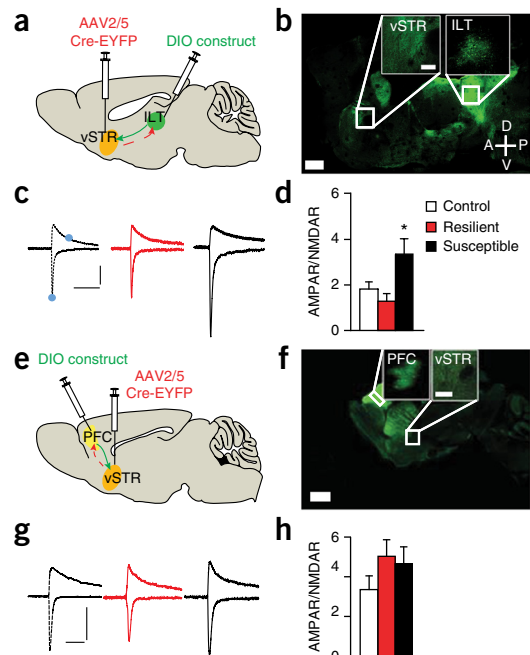 a
AAV2/5
Cre-EYFP
DIO construct
vSTR
ILT
b
vSTR
ILT
D
A P
V
c
d
AMPAR/NMDAR
6
4
2
0
*
Control
Resilient
Susceptible
e
DIO construct
AAV2/5
Cre-EYFP
PFC
vSTR
f
PFC
vSTR
g
h
AMPAR/NMDAR
6
4
2
0